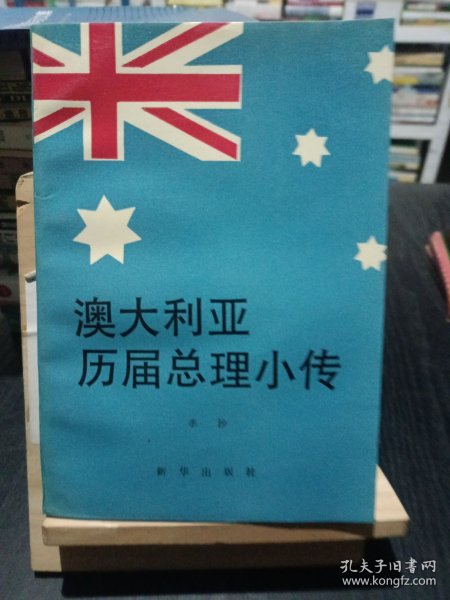 澳大利亚
历届总理小传
李抄
新华出版社
孔夫子旧书网
www.kongfz.com